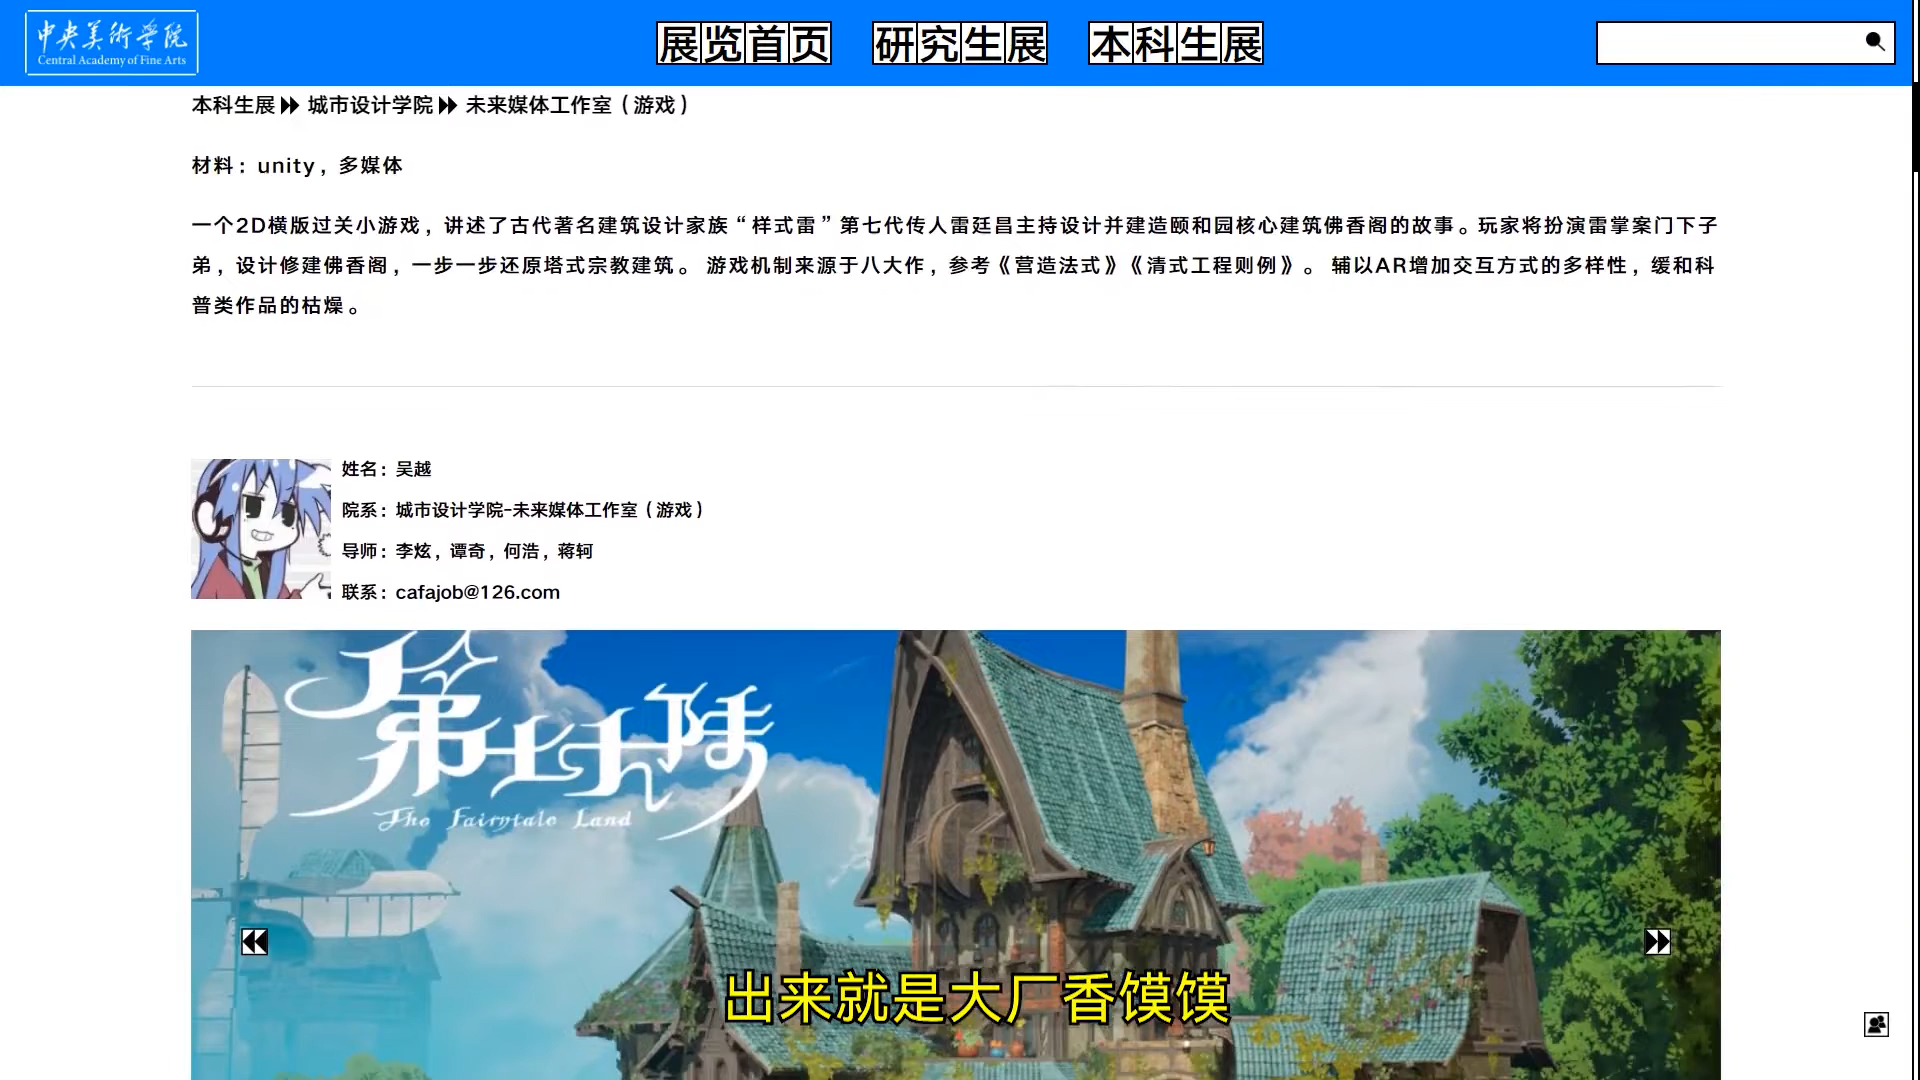 中央美術学院
Central Academy of Fine Arts
展览首页
研究生展
本科生展
本科生展 城市设计学院 未来媒体工作室（游戏）
材料：unity，多媒体
一个2D横版过关小游戏，讲述了古代著名建筑设计家族“样式雷”第七代传人雷廷昌主持设计并建造颐和园核心建筑佛香阁的故事。玩家将扮演雷掌案门下子
弟，设计修建佛香阁，一步一步还原塔式宗教建筑。 游戏机制来源于八大作，参考《营造法式》《清式工程则例》。 辅以AR增加交互方式的多样性，缓和科
普类作品的枯燥。
姓名：吴越
院系：城市设计学院-未来媒体工作室（游戏）
导师：李炫，谭奇，何浩，蒋轲
联系：cafajob@126.com
The Fairytale Land
出来就是大厂香馍馍